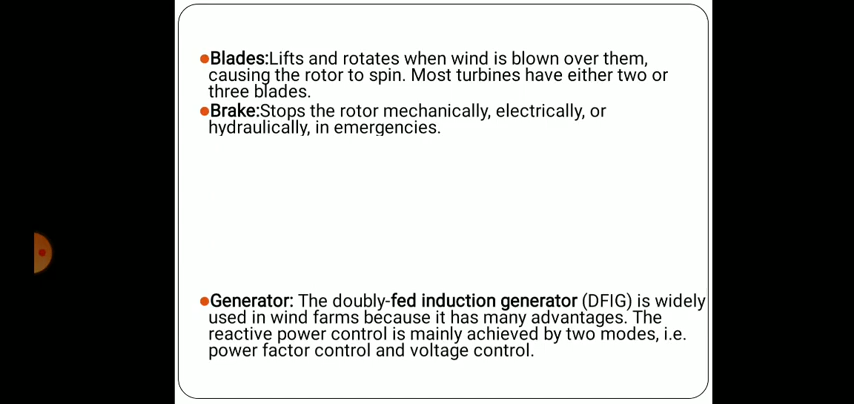 ●Blades:Lifts and rotates when wind is blown over them,
causing the rotor to spin. Most turbines have either two or
three blades.
●Brake:Stops the rotor mechanically, electrically, or
hydraulically, in emergencies.
●Generator: The doubly-fed induction generator (DFIG) is widely
used in wind farms because it has many advantages. The
reactive power control is mainly achieved by two modes, i.e.
power factor control and voltage control.